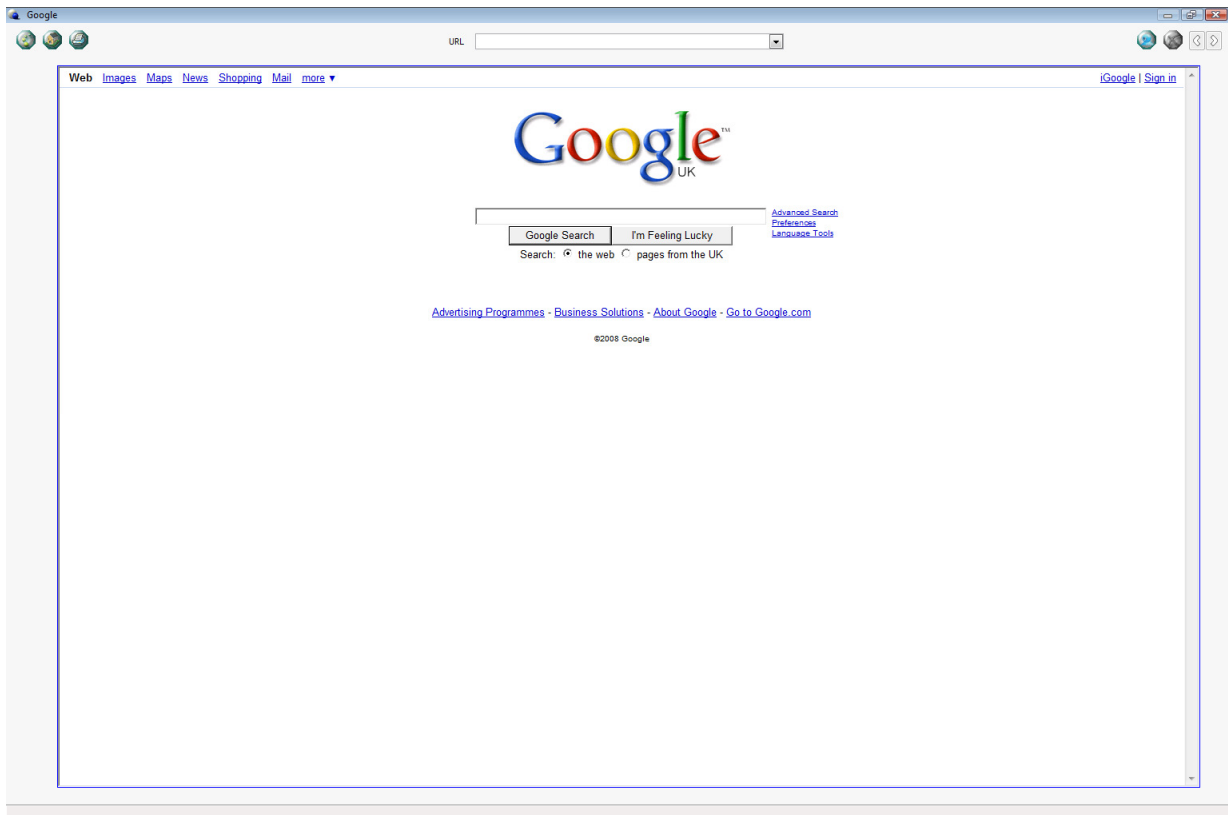 Google
URL
Web Images Maps News Shopping Mail more ▼ iGoogle | Sign in
Google™
UK
Advanced Search
Preferences
Language Tools
Google Search I'm Feeling Lucky
Search: the web pages from the UK
Advertising Programmes - Business Solutions - About Google - Go to Google.com
©2008 Google